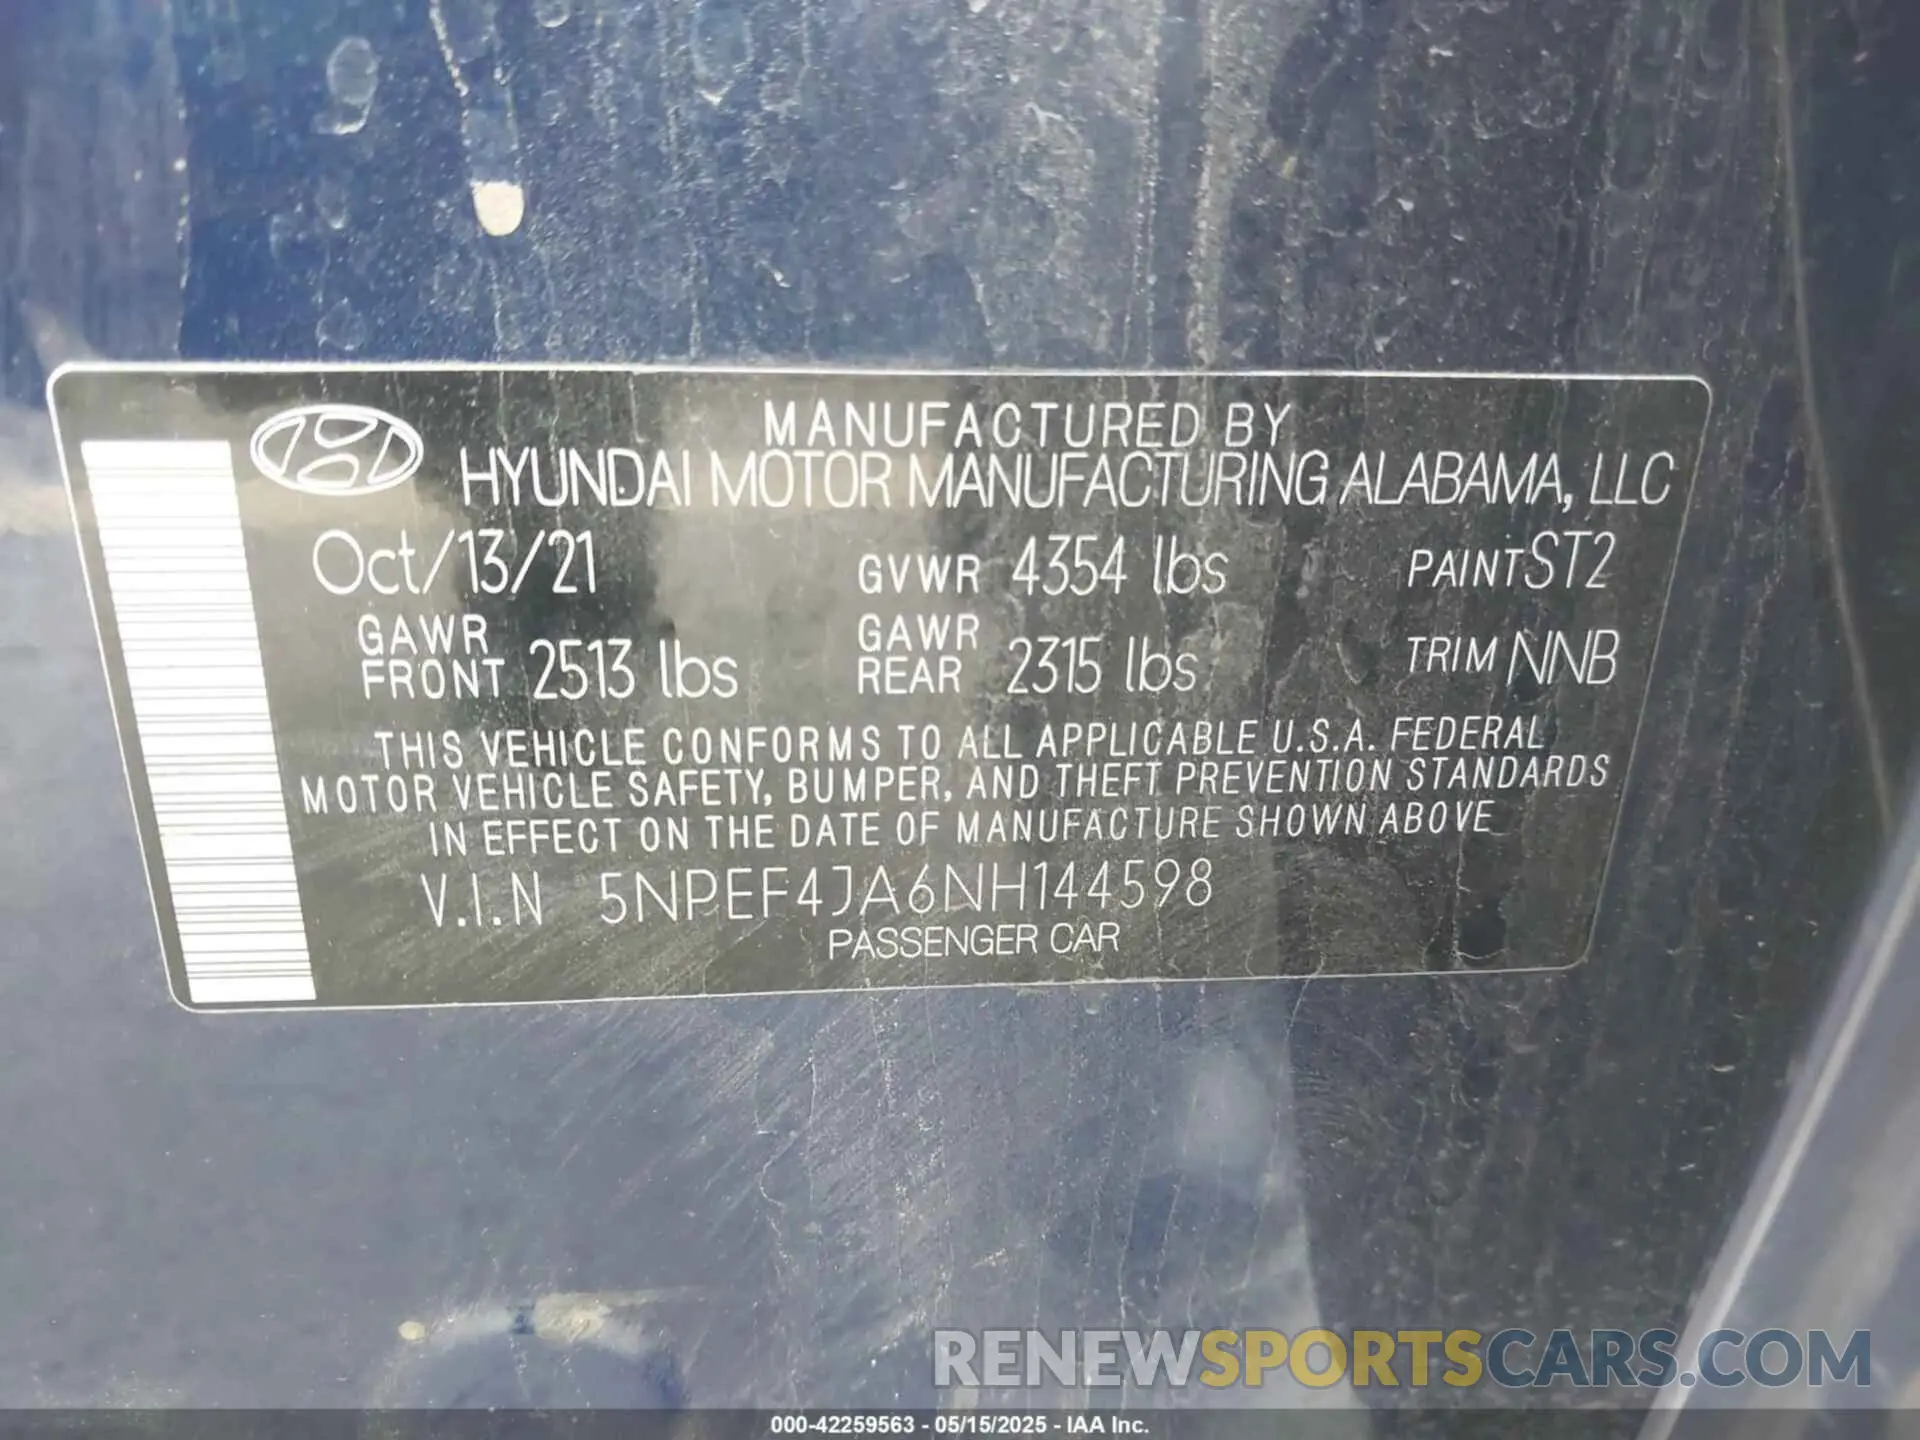 MANUFACTURED BY
HYUNDAI MOTOR MANUFACTURING ALABAMA, LLC
Oct/13/21 GVWR 4354 lbs PAINT ST2
GAWR FRONT 2513 lbs GAWR REAR 2315 lbs TRIM NNB
THIS VEHICLE CONFORMS TO ALL APPLICABLE U.S.A. FEDERAL
MOTOR VEHICLE SAFETY, BUMPER, AND THEFT PREVENTION STANDARDS
IN EFFECT ON THE DATE OF MANUFACTURE SHOWN ABOVE
V.I.N 5NPEF4JA6NH144598
PASSENGER CAR
RENEWSPORTSCARS.COM
000-42259563 - 05/15/2025 - IAA Inc.